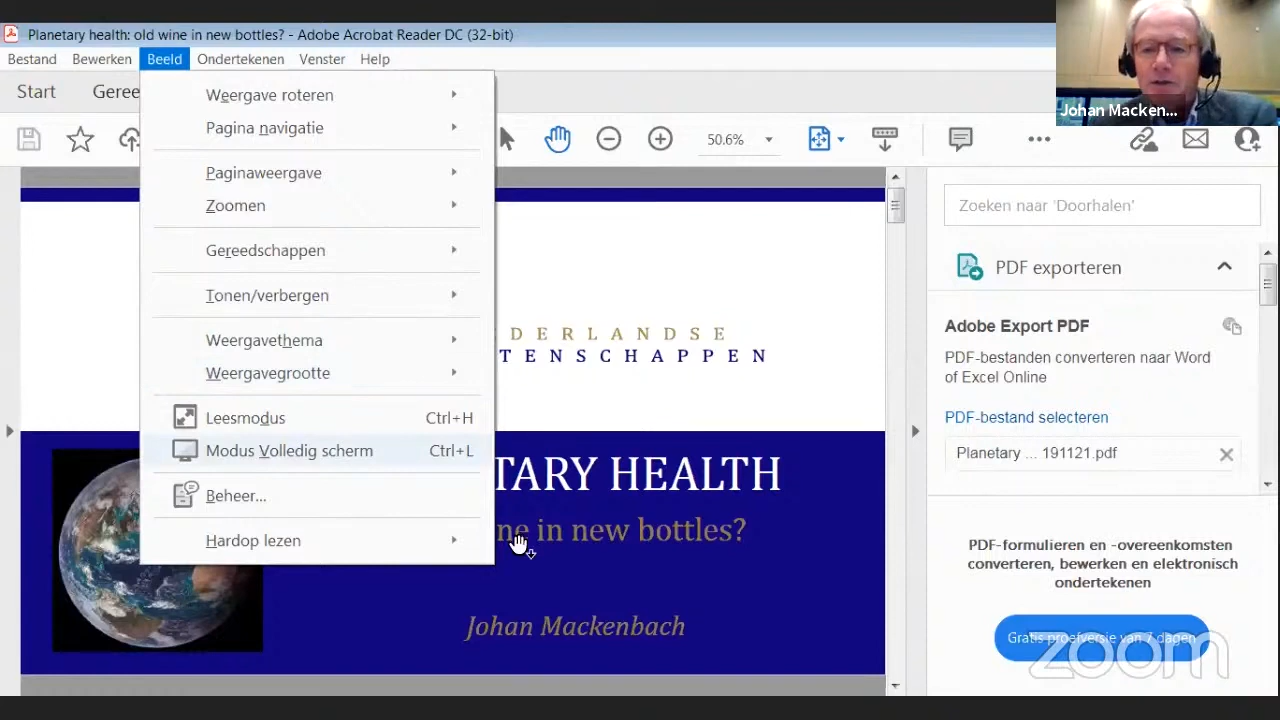 Planetary health: old wine in new bottles? - Adobe Acrobat Reader DC (32-bit)
Bestand Bewerken Beeld Ondertekenen Venster Help
Start Geree
Johan Macken...
50.6%
Weergave roteren
Pagina navigatie
Paginaweergave
Zoomen
Gereedschappen
Tonen/verbergen
Weergavethema
Weergavegrootte
Leesmodus Ctrl+H
Modus Volledig scherm Ctrl+L
Beheer...
Hardop lezen
DERLANDSE
TENSCHAPPEN
TARY HEALTH
ne in new bottles?
Johan Mackenbach
Zoeken naar 'Doorhalen'
PDF exporteren
Adobe Export PDF
PDF-bestanden converteren naar Word
of Excel Online
PDF-bestand selecteren
Planetary ... 191121.pdf
PDF-formulieren en -overeenkomsten
converteren, bewerken en elektronisch
ondertekenen
Gratis proefversie van 7 dagen
zoom